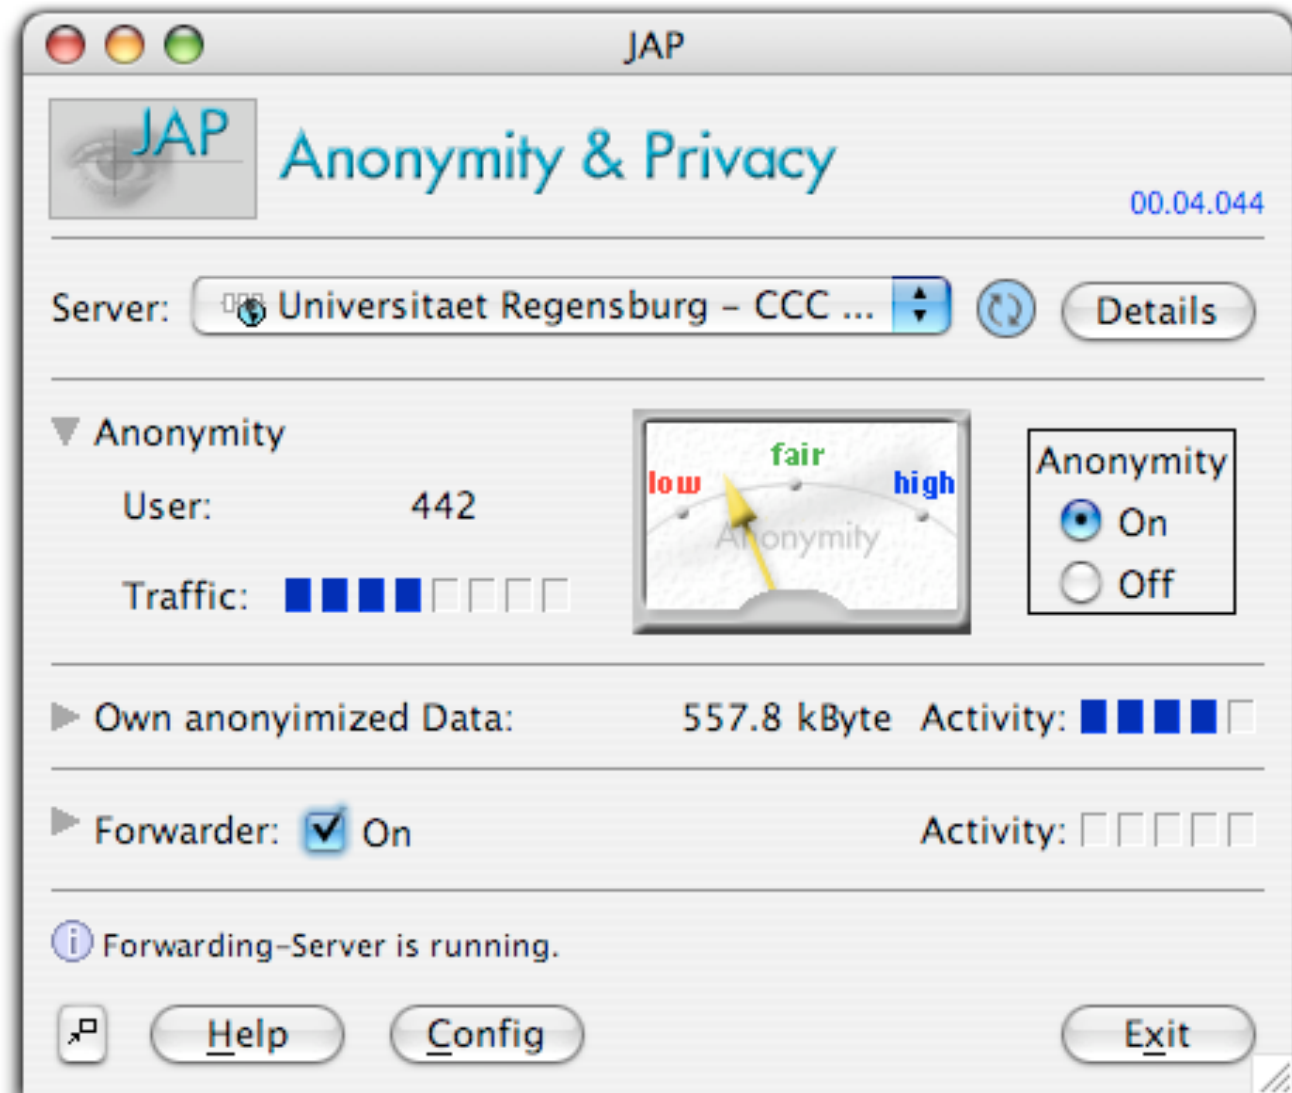 JAP
JAP
Anonymity & Privacy
00.04.044
Server: Universitaet Regensburg – CCC ... Details
Anonymity
User: 442
Traffic:
low fair high
Anonymity
Anonymity
On
Off
Own anonyimized Data: 557.8 kByte Activity:
Forwarder: On Activity:
Forwarding-Server is running.
Help Config Exit